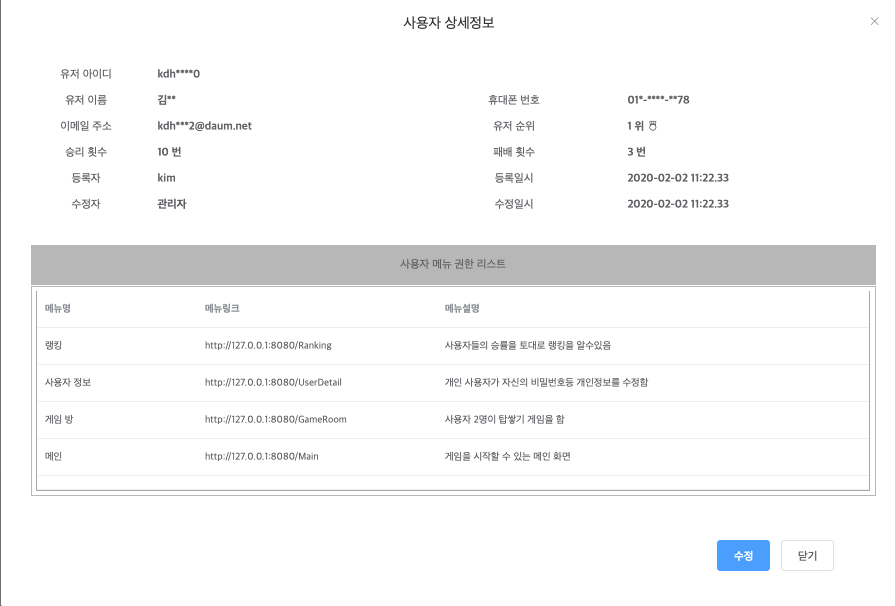 사용자 상세정보
유저 아이디 kdh****0
유저 이름 김** 휴대폰 번호 01*-****-**78
이메일 주소 kdh***2@daum.net 유저 순위 1 위
승리 횟수 10 번 패배 횟수 3 번
등록자 kim 등록일시 2020-02-02 11:22.33
수정자 관리자 수정일시 2020-02-02 11:22.33
사용자 메뉴 권한 리스트
메뉴명 메뉴링크 메뉴설명
랭킹 http://127.0.0.1:8080/Ranking 사용자들의 승률을 토대로 랭킹을 알수있음
사용자 정보 http://127.0.0.1:8080/UserDetail 개인 사용자가 자신의 비밀번호등 개인정보를 수정함
게임 방 http://127.0.0.1:8080/GameRoom 사용자 2명이 탑쌓기 게임을 함
메인 http://127.0.0.1:8080/Main 게임을 시작할 수 있는 메인 화면
수정 닫기